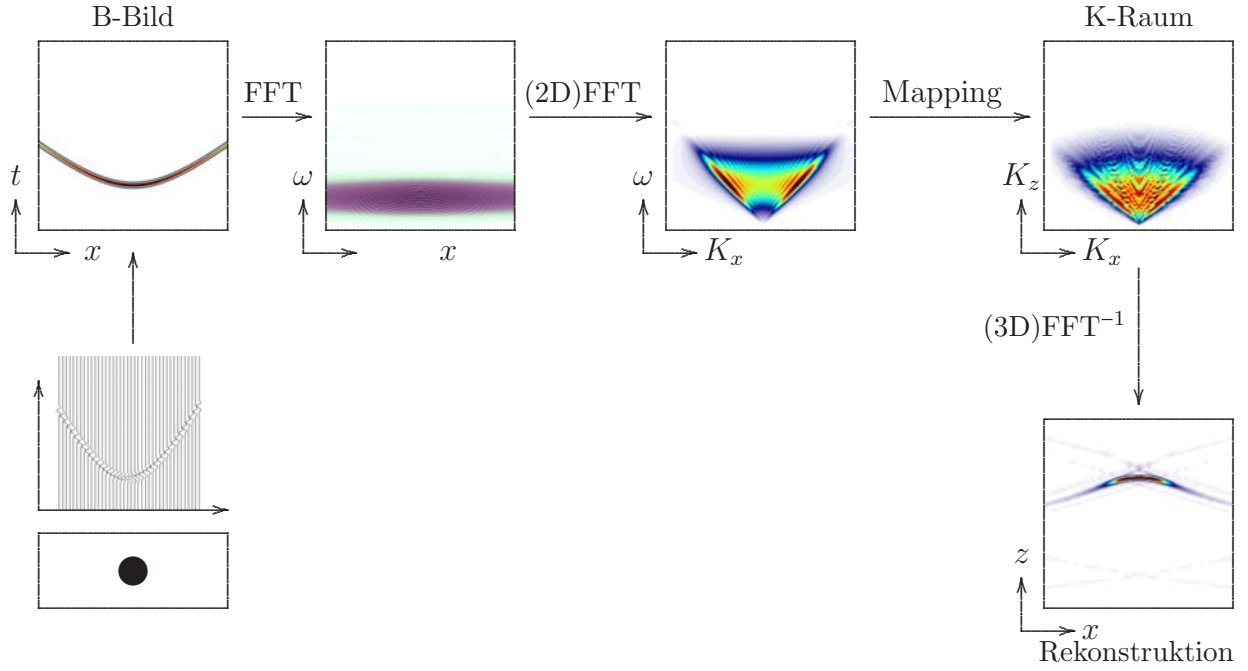 B-Bild
K-Raum
FFT
(2D)FFT
Mapping
t
x
ω
x
ω
K_x
K_z
K_x
(3D)FFT⁻¹
z
x
Rekonstruktion